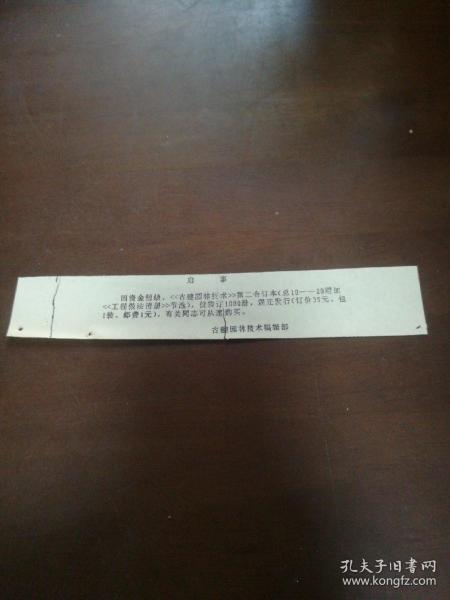 启 事
因资金短缺，<<古建园林技术>>第二合订本(总10——20期加
<<工程做法注释>>节选)，仅装订1000册，现正发行(订价35元，包
装、邮费1元)，有关同志可从速购买。
古建园林技术编辑部
孔夫子旧书网
www.kongfz.com